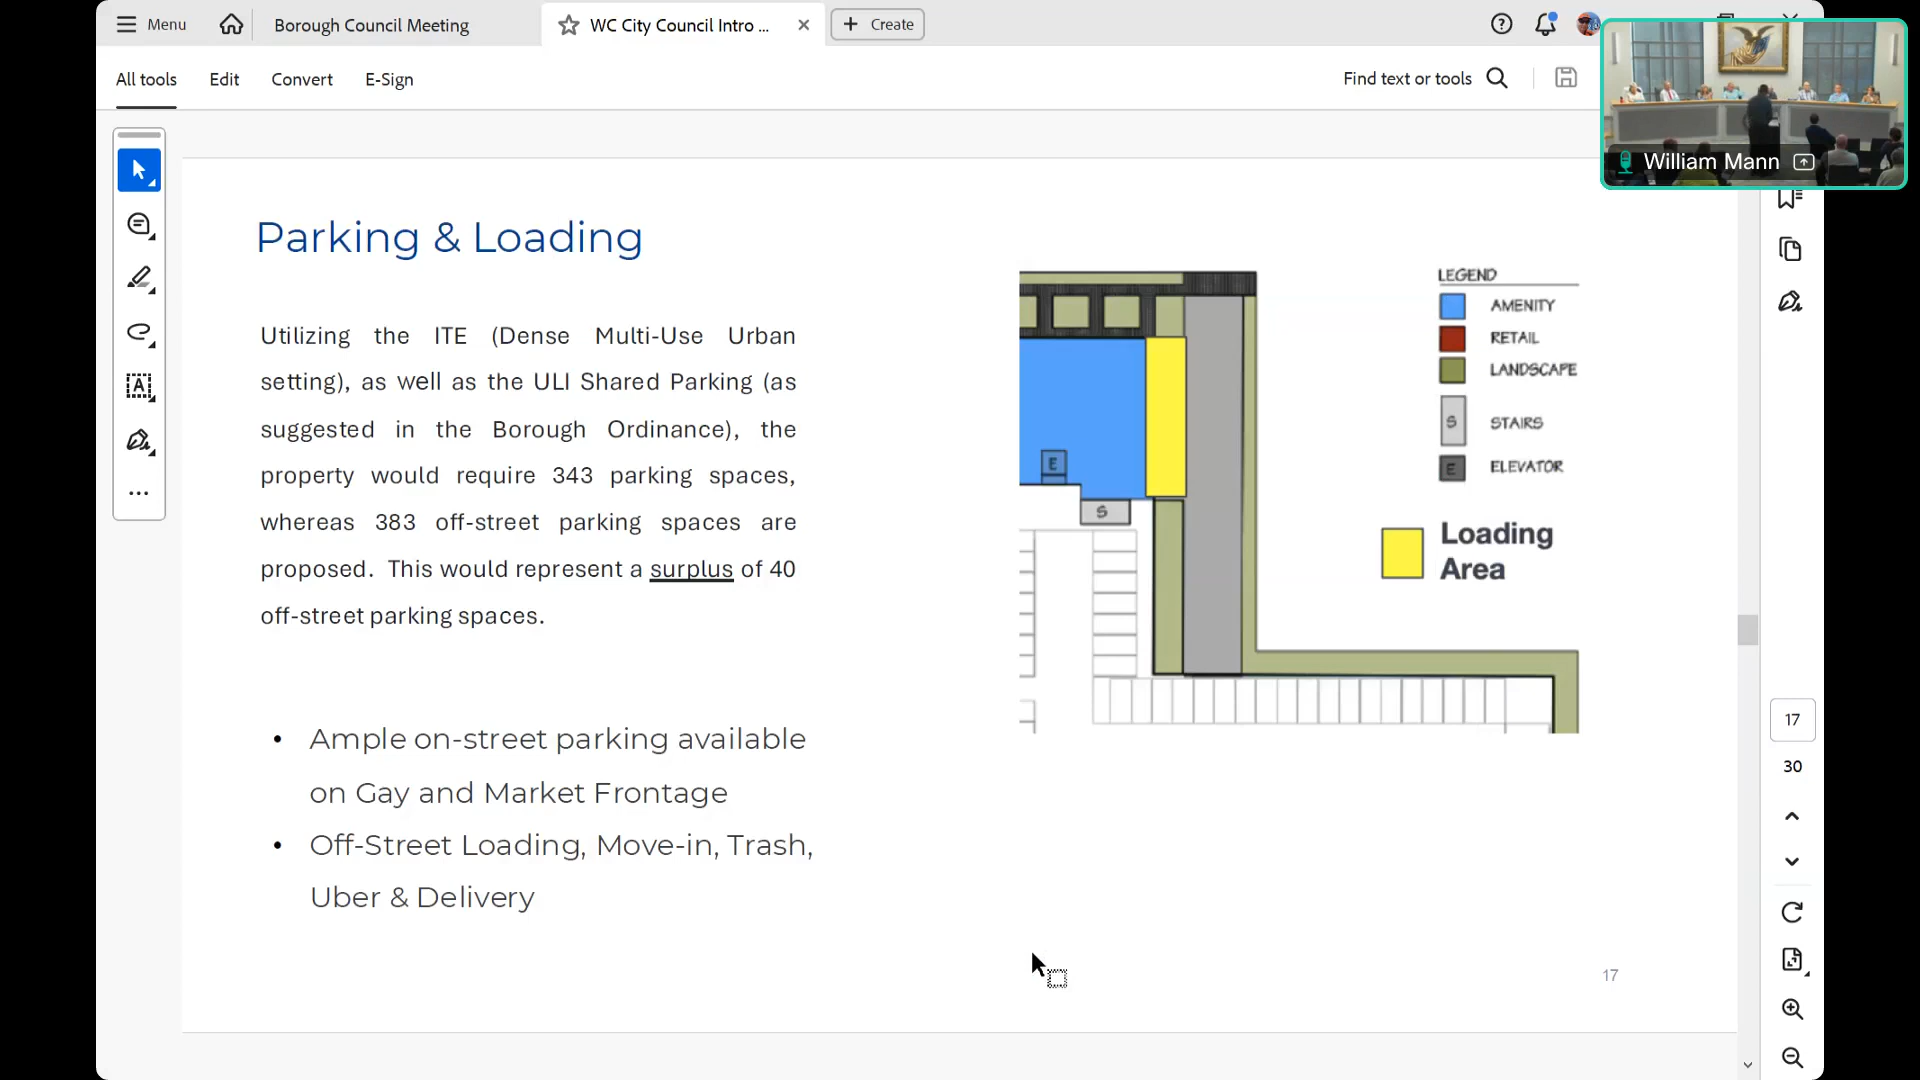 Menu
Borough Council Meeting
WC City Council Intro ...
Create
All tools
Edit
Convert
E-Sign
Find text or tools
William Mann
Parking & Loading
Utilizing the ITE (Dense Multi-Use Urban
setting), as well as the ULI Shared Parking (as
suggested in the Borough Ordinance), the
property would require 343 parking spaces,
whereas 383 off-street parking spaces are
proposed. This would represent a surplus of 40
off-street parking spaces.
• Ample on-street parking available
on Gay and Market Frontage
• Off-Street Loading, Move-in, Trash,
Uber & Delivery
E
S
LEGEND
AMENITY
RETAIL
LANDSCAPE
S STAIRS
E ELEVATOR
Loading
Area
17
17
30